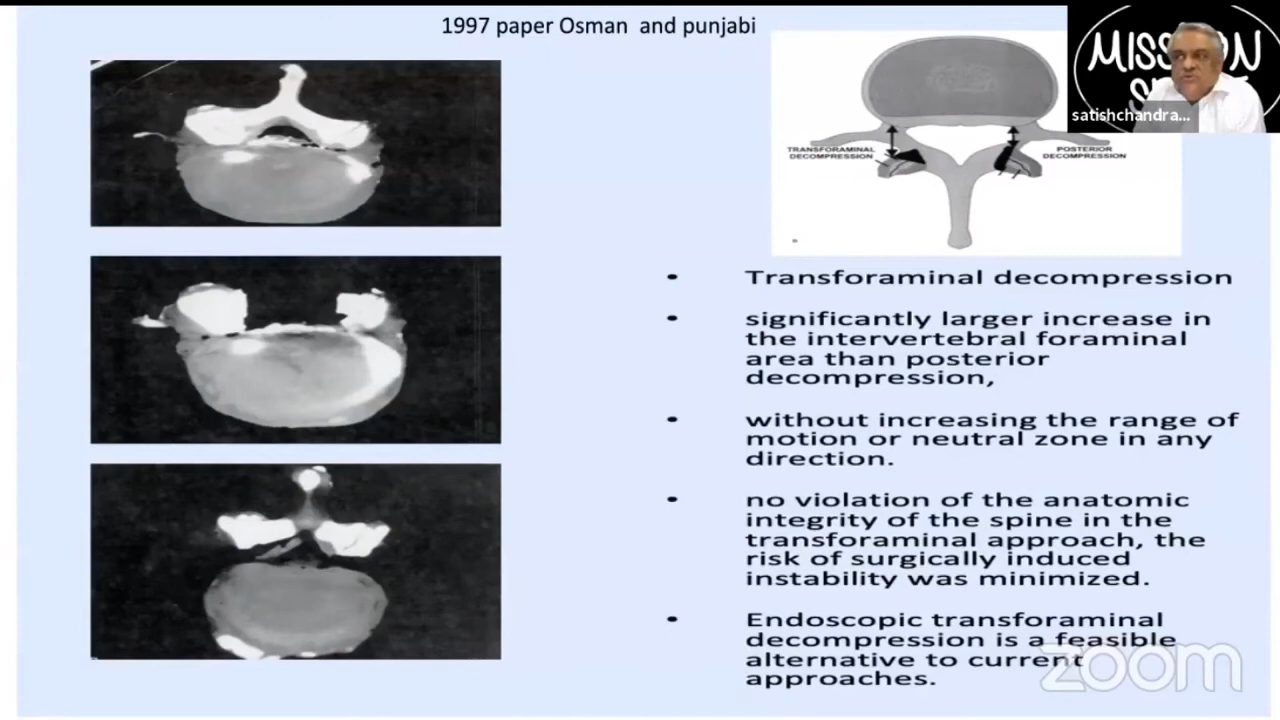 1997 paper Osman and punjabi
MISSION
satishchandra...
TRANSFORAMINAL
DECOMPRESSION
POSTERIOR
DECOMPRESSION
• Transforaminal decompression
• significantly larger increase in
the intervertebral foraminal
area than posterior
decompression,
• without increasing the range of
motion or neutral zone in any
direction.
• no violation of the anatomic
integrity of the spine in the
transforaminal approach, the
risk of surgically induced
instability was minimized.
• Endoscopic transforaminal
decompression is a feasible
alternative to current
approaches.
zoom